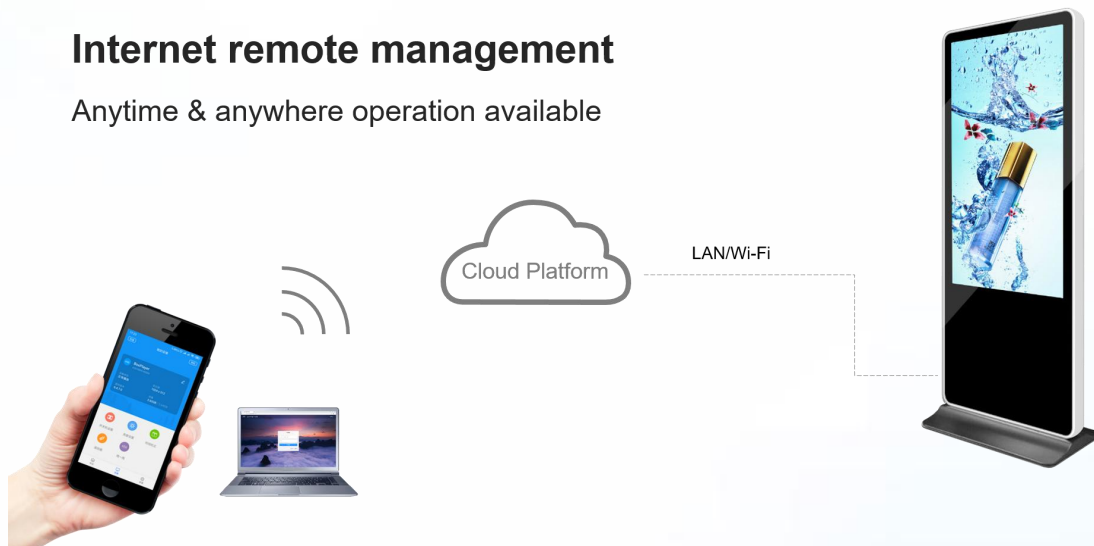 Internet remote management
Anytime & anywhere operation available
LAN/Wi-Fi
Cloud Platform